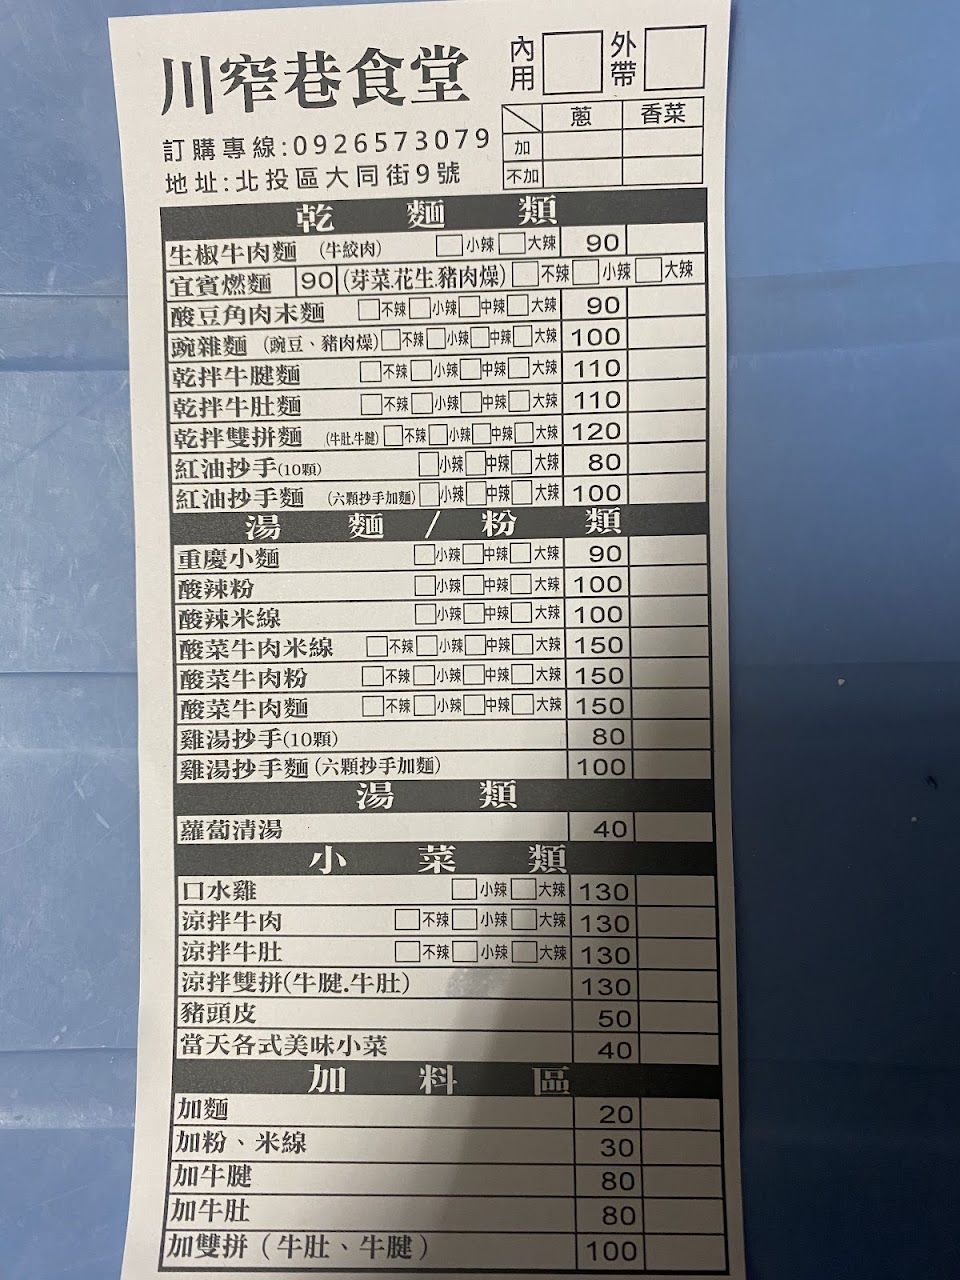 川窄巷食堂
內用 □ 外帶 □
訂購專線:0926573079
地址:北投區大同街9號
蔥 香菜
加
不加
乾麵類
生椒牛肉麵 (牛絞肉) □小辣□大辣 90
宜賓燃麵 90 (芽菜.花生.豬肉燥) □不辣□小辣□大辣
酸豆角肉末麵 □不辣□小辣□中辣□大辣 90
豌雜麵 (豌豆、豬肉燥) □不辣□小辣□中辣□大辣 100
乾拌牛腱麵 □不辣□小辣□中辣□大辣 110
乾拌牛肚麵 □不辣□小辣□中辣□大辣 110
乾拌雙拼麵 (牛肚.牛腱) □不辣□小辣□中辣□大辣 120
紅油抄手(10顆) □小辣□中辣□大辣 80
紅油抄手麵 (六顆抄手加麵) □小辣□中辣□大辣 100
湯麵/粉類
重慶小麵 □小辣□中辣□大辣 90
酸辣粉 □小辣□中辣□大辣 100
酸辣米線 □小辣□中辣□大辣 100
酸菜牛肉米線 □不辣□小辣□中辣□大辣 150
酸菜牛肉粉 □不辣□小辣□中辣□大辣 150
酸菜牛肉麵 □不辣□小辣□中辣□大辣 150
雞湯抄手(10顆) 80
雞湯抄手麵(六顆抄手加麵) 100
湯類
蘿蔔清湯 40
小菜類
口水雞 □小辣□大辣 130
涼拌牛肉 □不辣□小辣□大辣 130
涼拌牛肚 □不辣□小辣□大辣 130
涼拌雙拼(牛腱.牛肚) 130
豬頭皮 50
當天各式美味小菜 40
加料區
加麵 20
加粉、米線 30
加牛腱 80
加牛肚 80
加雙拼(牛肚、牛腱) 100